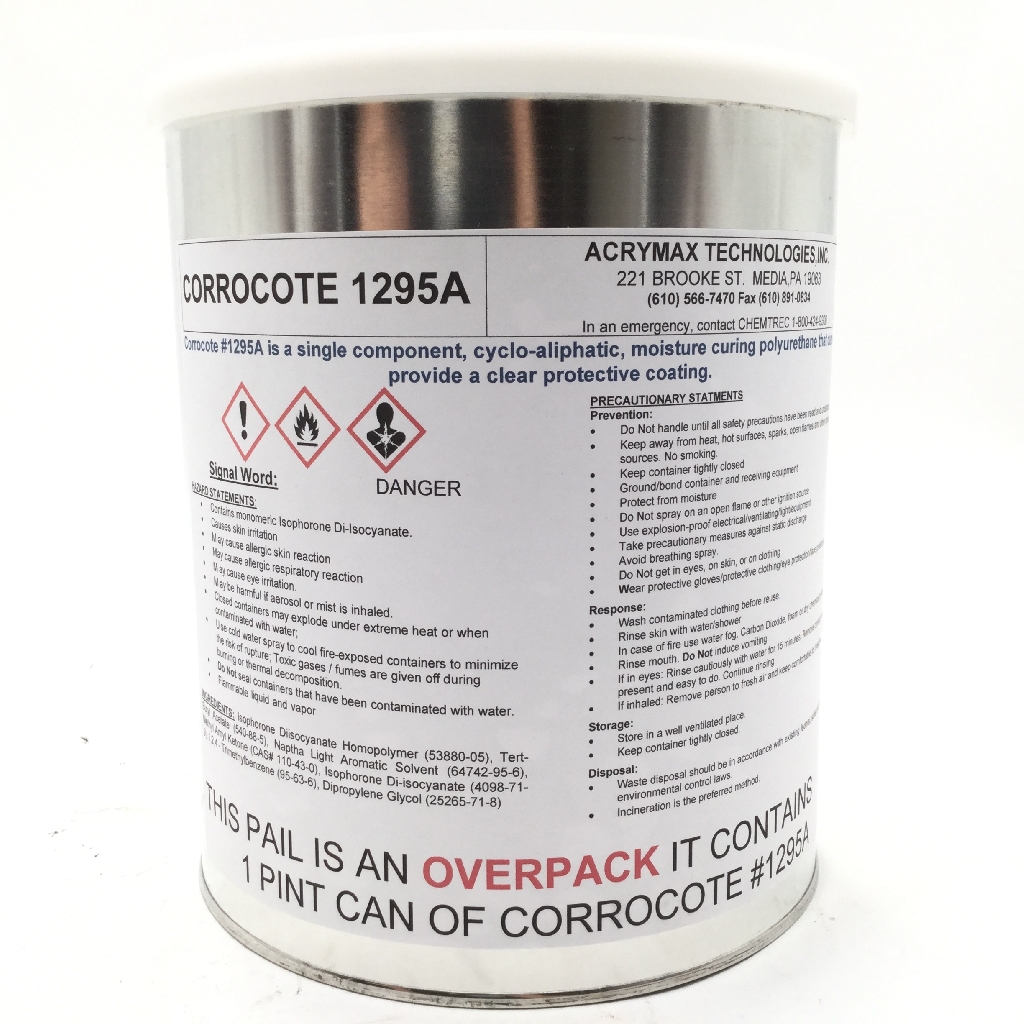 CORROCOTE 1295A
ACRYMAX TECHNOLOGIES,INC.
221 BROOKE ST. MEDIA,PA 19063
(610) 566-7470 Fax (610) 891-0834
In an emergency, contact CHEMTREC 1-800-424-9300
Corrocote #1295A is a single component, cyclo-aliphatic, moisture curing polyurethane that
provide a clear protective coating.
Signal Word:
DANGER
HAZARD STATEMENTS:
• Contains monomeric Isophorone Di-Isocyanate.
• Causes skin irritation
• May cause allergic skin reaction
• May cause allergic respiratory reaction
• May cause eye irritation.
• May be harmful if aerosol or mist is inhaled.
• Closed containers may explode under extreme heat or when
contaminated with water;
• Use cold water spray to cool fire-exposed containers to minimize
the risk of rupture; Toxic gases / fumes are given off during
burning or thermal decomposition.
• Do Not seal containers that have been contaminated with water.
• Flammable liquid and vapor
INGREDIENTS: Isophorone Diisocyanate Homopolymer (53880-05), Tert-
Butyl Acetate (540-88-5), Naptha Light Aromatic Solvent (64742-95-6),
Methyl Amyl Ketone (CAS# 110-43-0), Isophorone Di-isocyanate (4098-71-
Trimethylbenzene (95-63-6), Dipropylene Glycol (25265-71-8)
PRECAUTIONARY STATMENTS
Prevention:
• Do Not handle until all safety precautions have been read and
• Keep away from heat, hot surfaces, sparks, open flames and other
sources. No smoking.
• Keep container tightly closed
• Ground/bond container and receiving equipment
• Protect from moisture
• Do Not spray on an open flame or other ignition source
• Use explosion-proof electrical/ventilating/light/equipment
• Take precautionary measures against static discharge
• Avoid breathing spray.
• Do Not get in eyes, on skin, or on clothing
• Wear protective gloves/protective clothing/eye protection/
Response:
• Wash contaminated clothing before reuse.
• Rinse skin with water/shower
• In case of fire use water fog, Carbon Dioxide, foam or dry
• Rinse mouth. Do Not induce vomiting
• If in eyes: Rinse cautiously with water for 15 minutes. Remove
present and easy to do. Continue rinsing
• If inhaled: Remove person to fresh air and keep comfortable
Storage:
• Store in a well ventilated place.
• Keep container tightly closed
Disposal:
• Waste disposal should be in accordance with existing
environmental control laws.
• Incineration is the preferred method.
THIS PAIL IS AN OVERPACK IT CONTAINS
1 PINT CAN OF CORROCOTE #1295A